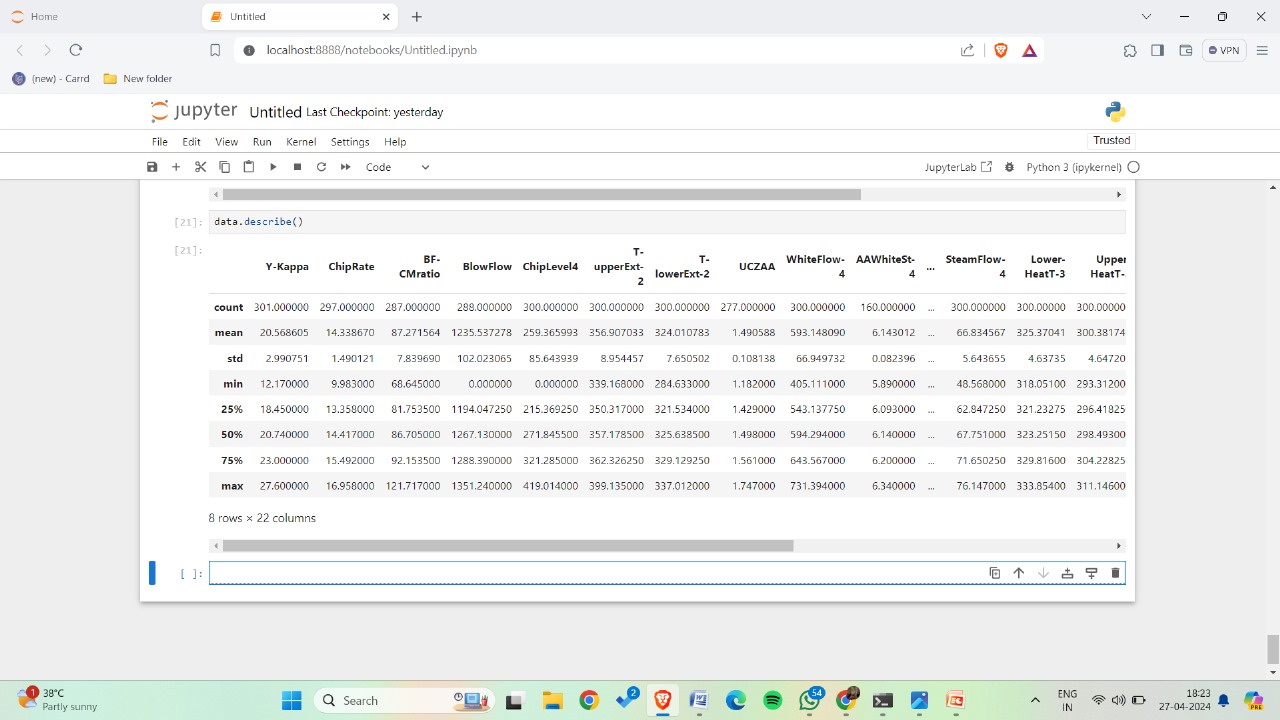 Home
Untitled
localhost:8888/notebooks/Untitled.ipynb
VPN
(new) - Carrd New folder
jupyter Untitled Last Checkpoint: yesterday
File Edit View Run Kernel Settings Help
Trusted
Code
JupyterLab Python 3 (ipykernel)
[21]: data.describe()
[21]:
Y-Kappa ChipRate BF-CMratio BlowFlow ChipLevel4 T-upperExt-2 T-lowerExt-2 UCZAA WhiteFlow-4 AAWhiteSt-4 ... SteamFlow-4 Lower-HeatT-3 Upper HeatT-
count 301.000000 297.000000 287.000000 288.000000 300.000000 300.000000 300.000000 277.000000 300.000000 160.000000 ... 300.000000 300.00000 300.00000
mean 20.568605 14.338670 87.271564 1235.537278 259.365993 356.907033 324.010783 1.490588 593.148090 6.143012 ... 66.834567 325.37041 300.38174
std 2.990751 1.490121 7.839690 102.023065 85.643939 8.954457 7.650502 0.108138 66.949732 0.082396 ... 5.643655 4.63735 4.64720
min 12.170000 9.983000 68.645000 0.000000 0.000000 339.168000 284.633000 1.182000 405.111000 5.890000 ... 48.568000 318.05100 293.31200
25% 18.450000 13.358000 81.753500 1194.047250 215.369250 350.317000 321.534000 1.429000 543.137750 6.093000 ... 62.847250 321.23275 296.41825
50% 20.740000 14.417000 86.705000 1267.130000 271.845500 357.178500 325.638500 1.498000 594.294000 6.140000 ... 67.751000 323.25150 298.49300
75% 23.000000 15.492000 92.153500 1288.390000 321.285000 362.326250 329.129250 1.561000 643.567000 6.200000 ... 71.650250 329.81600 304.22825
max 27.600000 16.958000 121.717000 1351.240000 419.014000 399.135000 337.012000 1.747000 731.394000 6.340000 ... 76.147000 333.85400 311.14600
8 rows × 22 columns
[ ]:
1
38°C
Partly sunny
Search
2
54
ENG
IN
18:23
27-04-2024
PRE